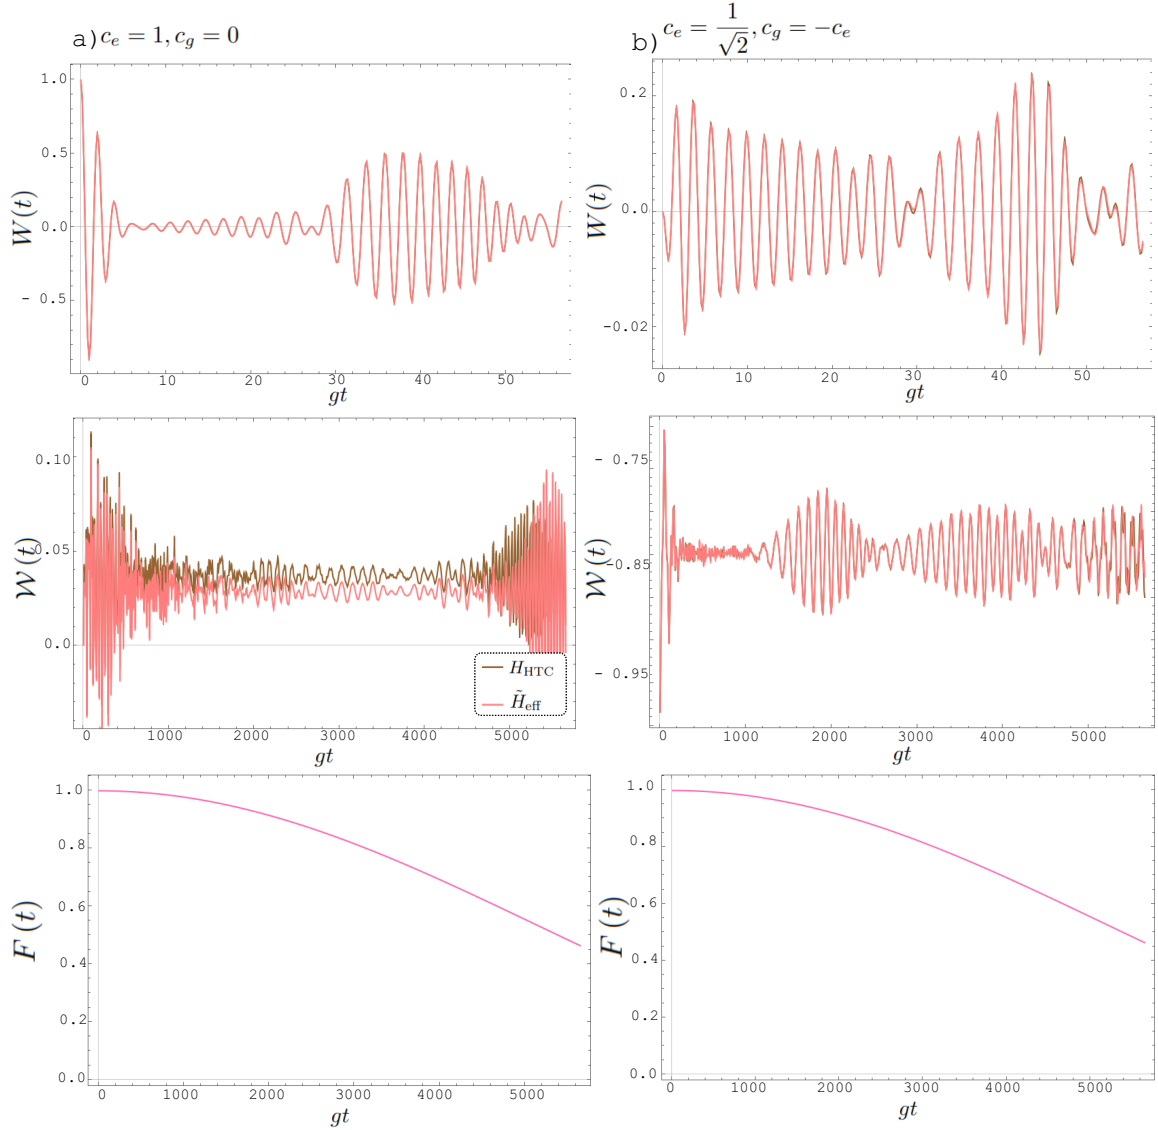 a) c_e = 1, c_g = 0
1.0
0.5
0.0
- 0.5
W(t)
0 10 20 30 40 50
gt
b) c_e = 1/√2, c_g = −c_e
0.2
0.0
-0.02
W(t)
0 10 20 30 40 50
gt
0.10
0.05
0.0
𝒲(t)
H_HTC
H̃_eff
0 1000 2000 3000 4000 5000
gt
- 0.75
-0.85
- 0.95
𝒲(t)
0 1000 2000 3000 4000 5000
gt
1.0
0.8
0.6
0.4
0.2
0.0
F(t)
0 1000 2000 3000 4000 5000
gt
1.0
0.8
0.6
0.4
0.2
0.0
F(t)
0 1000 2000 3000 4000 5000
gt